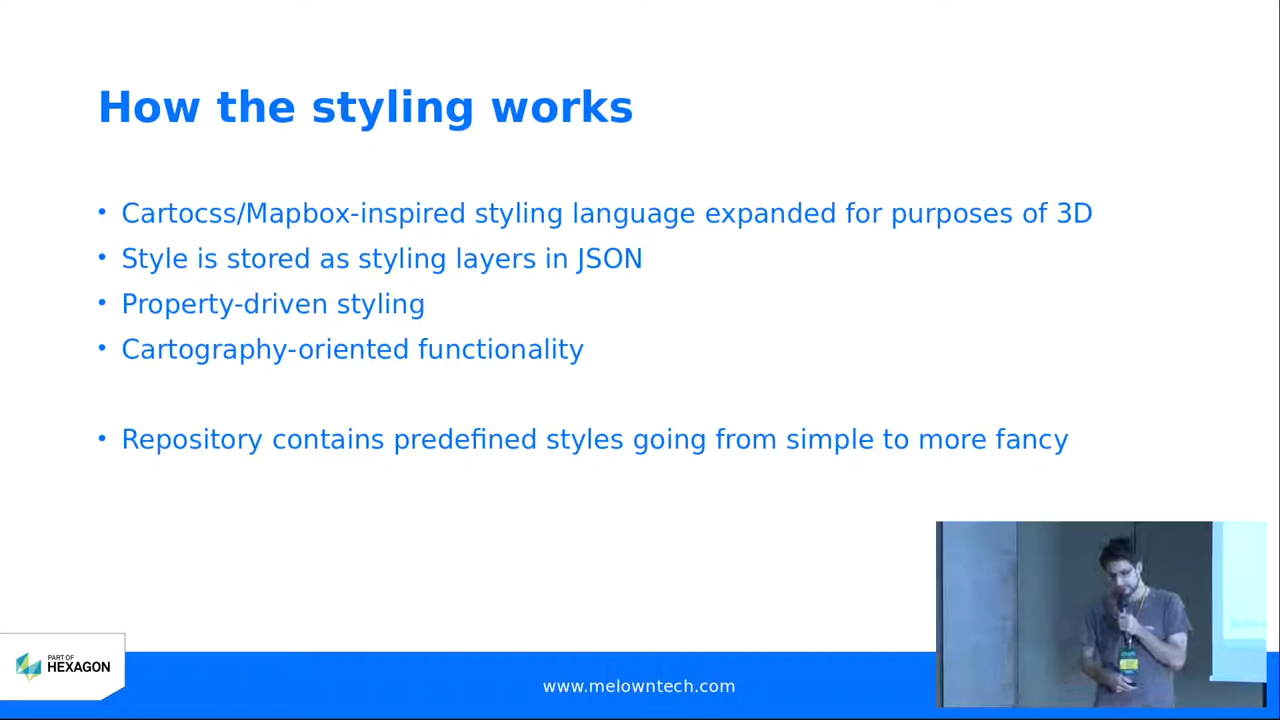 How the styling works
• Cartocss/Mapbox-inspired styling language expanded for purposes of 3D
• Style is stored as styling layers in JSON
• Property-driven styling
• Cartography-oriented functionality
• Repository contains predefined styles going from simple to more fancy
PART OF
HEXAGON
www.melowntech.com